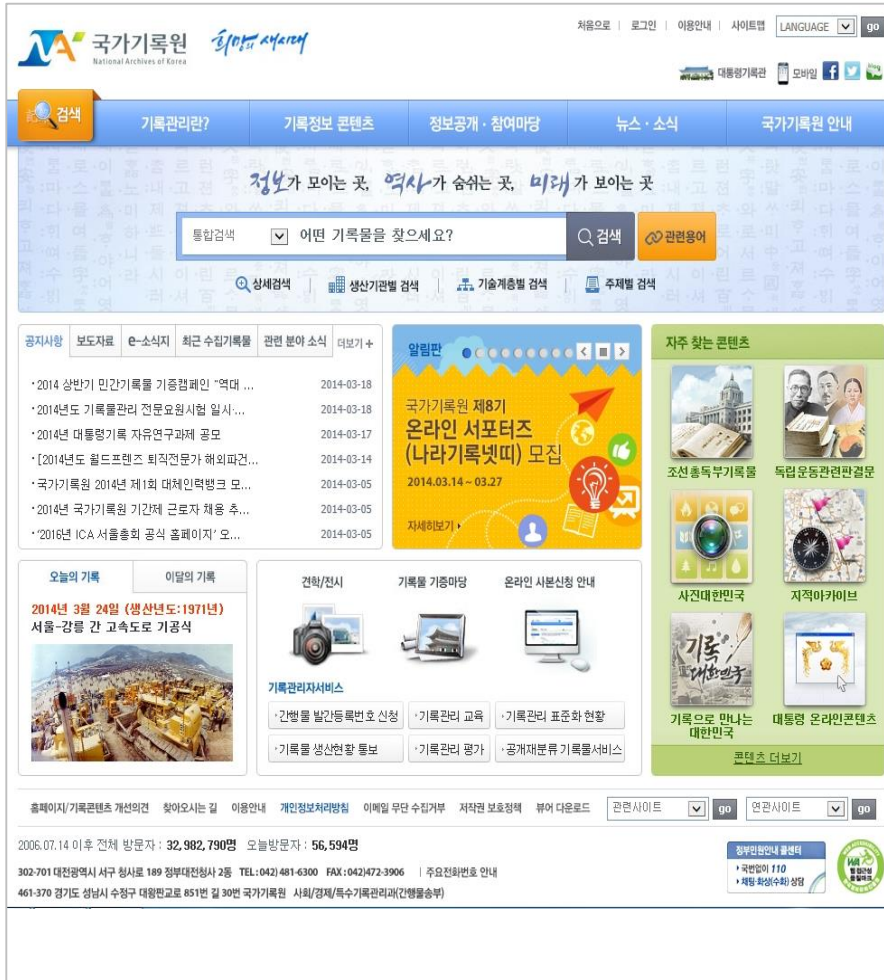 국가기록원
National Archives of Korea
희망의 새시대
처음으로 | 로그인 | 이용안내 | 사이트맵 LANGUAGE go
대통령기록관 모바일
검색 기록관리란? 기록정보 콘텐츠 정보공개 · 참여마당 뉴스 · 소식 국가기록원 안내
정보가 모이는 곳, 역사가 숨쉬는 곳, 미래가 보이는 곳
통합검색 어떤 기록물을 찾으세요? 검색 관련용어
상세검색 | 생산기관별 검색 | 기술계층별 검색 | 주제별 검색
공지사항 보도자료 e-소식지 최근 수집기록물 관련 분야 소식 더보기 +
·2014 상반기 민간기록물 기증캠페인 "역대 ... 2014-03-18
·2014년도 기록물관리 전문요원시험 일시·... 2014-03-18
·2014년 대통령기록 자유연구과제 공모 2014-03-17
·[2014년도 월드프렌즈 퇴직전문가 해외파견... 2014-03-14
·국가기록원 2014년 제1회 대체인력뱅크 모... 2014-03-05
·2014년 국가기록원 기간제 근로자 채용 추... 2014-03-05
·'2016년 ICA 서울총회 공식 홈페이지' 오... 2014-03-05
알림판
국가기록원 제8기
온라인 서포터즈
(나라기록넷띠) 모집
2014.03.14 ~ 03.27
자세히보기
자주 찾는 콘텐츠
조선총독부기록물 독립운동관련판결문
사진대한민국 지적아카이브
기록
대한민국
기록으로 만나는
대한민국
대통령 온라인콘텐츠
콘텐츠 더보기
오늘의 기록 이달의 기록
2014년 3월 24일 (생산년도:1971년)
서울-강릉 간 고속도로 기공식
견학/전시 기록물 기증마당 온라인 사본신청 안내
기록관리자서비스
·간행물 발간등록번호 신청 ·기록관리 교육 ·기록관리 표준화 현황
·기록물 생산현황 통보 ·기록관리 평가 ·공개재분류 기록물서비스
홈페이지/기록콘텐츠 개선의견 찾아오시는 길 이용안내 개인정보처리방침 이메일 무단 수집거부 저작권 보호정책 뷰어 다운로드 관련사이트 go 연관사이트 go
2006.07.14 이후 전체 방문자 : 32,982,790명 오늘방문자 : 56,594명
302-701 대전광역시 서구 청사로 189 정부대전청사 2동 TEL:042) 481-6300 FAX:042)472-3906 | 주요전화번호 안내
461-370 경기도 성남시 수정구 대왕판교로 851번 길 30번 국가기록원 사회/경제/특수기록관리과(간행물송부)
정부민원안내 콜센터
국번없이 110
채팅·화상(수화) 상담
WA
웹 접근성
품질마크